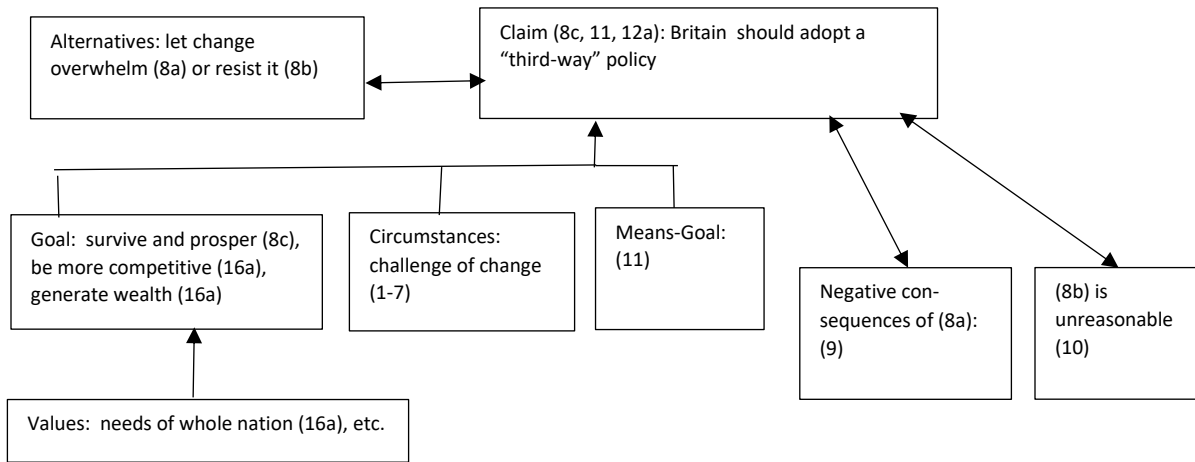 Alternatives: let change
overwhelm (8a) or resist it (8b)
Claim (8c, 11, 12a): Britain should adopt a
“third-way” policy
Goal: survive and prosper (8c),
be more competitive (16a),
generate wealth (16a)
Circumstances:
challenge of change
(1-7)
Means-Goal:
(11)
Negative con-
sequences of (8a):
(9)
(8b) is
unreasonable
(10)
Values: needs of whole nation (16a), etc.